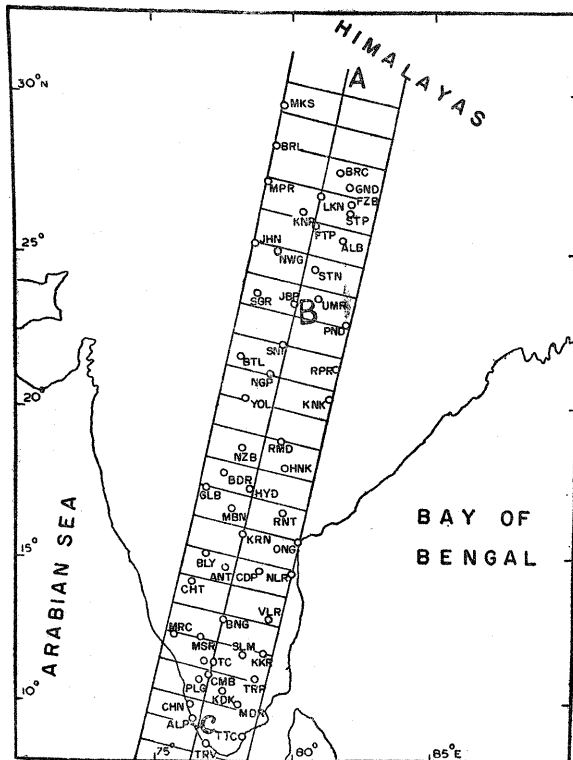 HIMALAYAS
A
30°N
MKS
BRL
BRC
MPR
GND
LKN
FZB
KNP
STP
FTP
JHN
ALB
25°
NWG
STN
SGR
JBP
UMR
B
PND
SNI
BTL
RPR
NGP
20°
YOL
KNK
RMD
NZB
HNK
BDR
GLB
HYD
MBN
RNT
BAY OF
BENGAL
KRN
ONG
15°
BLY
ANT
CDP
NLR
CHT
ARABIAN SEA
VLR
BNG
MRC
MSR
SLM
OTC
KKR
CMB
TRP
PLG
KDK
10°
CHN
MDR
ALP
C
TTC
TRV
75°
80°
85°E